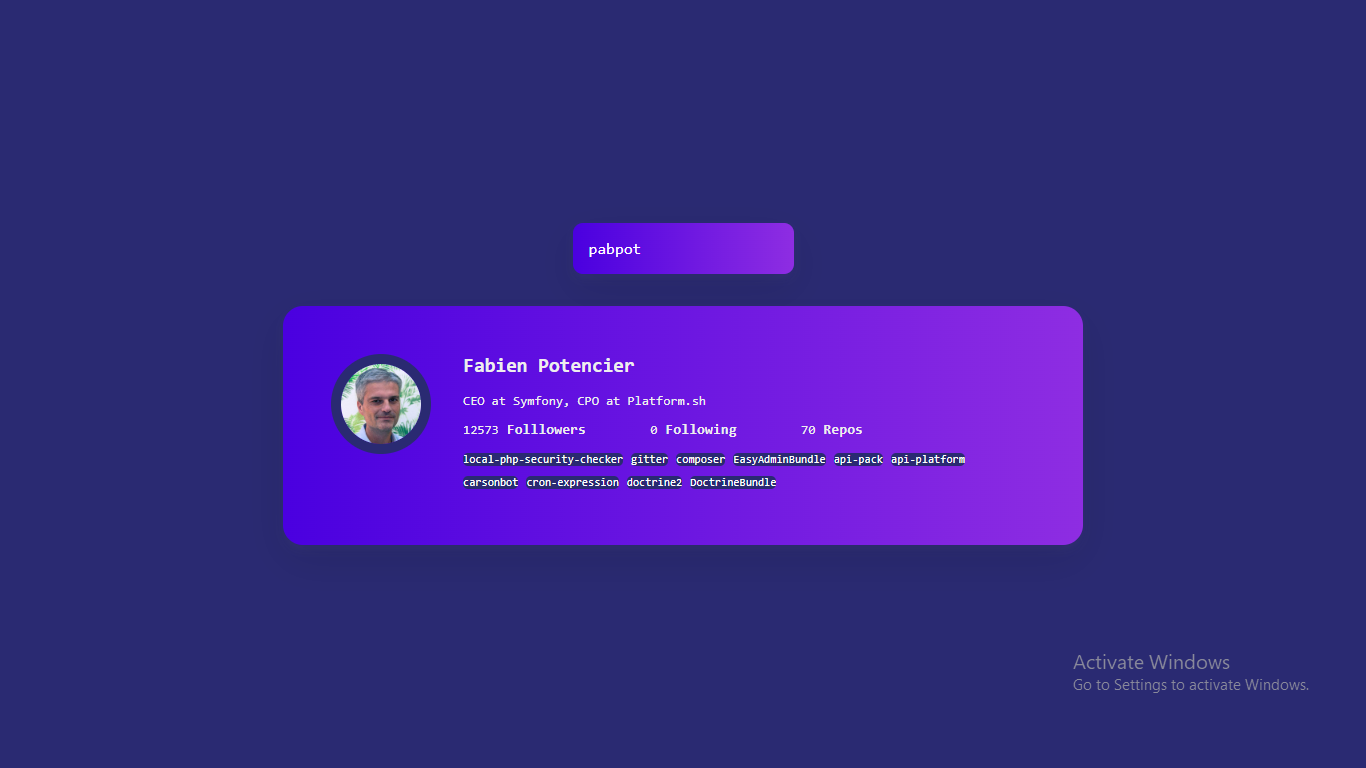 pabpot
Fabien Potencier
CEO at Symfony, CPO at Platform.sh
12573 Folllowers 0 Following 70 Repos
local-php-security-checker gitter composer EasyAdminBundle api-pack api-platform
carsonbot cron-expression doctrine2 DoctrineBundle
Activate Windows
Go to Settings to activate Windows.